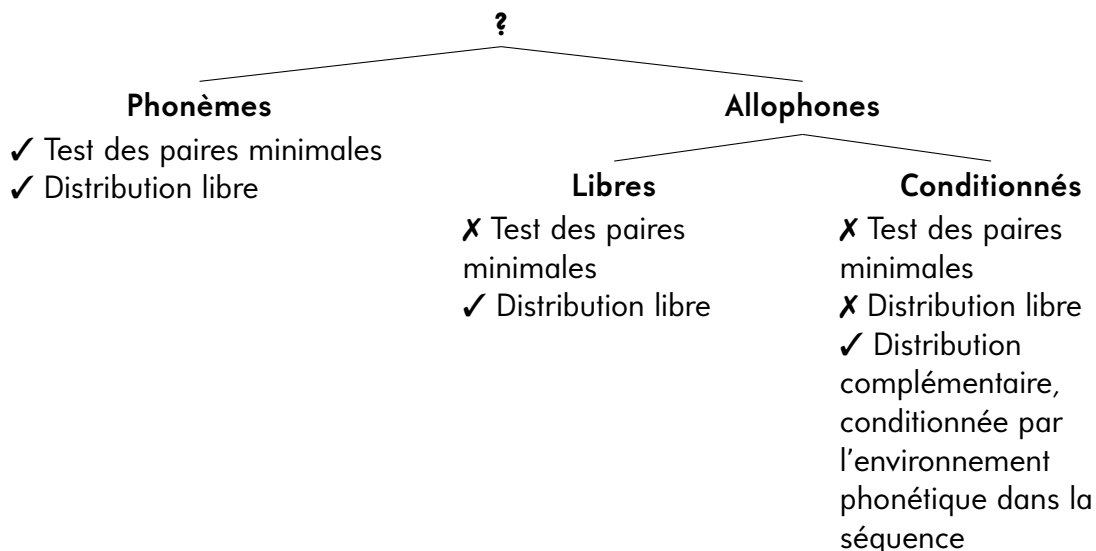 ?
Phonèmes
✓ Test des paires minimales
✓ Distribution libre
Allophones
Libres
✗ Test des paires
minimales
✓ Distribution libre
Conditionnés
✗ Test des paires
minimales
✗ Distribution libre
✓ Distribution
complémentaire,
conditionnée par
l'environnement
phonétique dans la
séquence